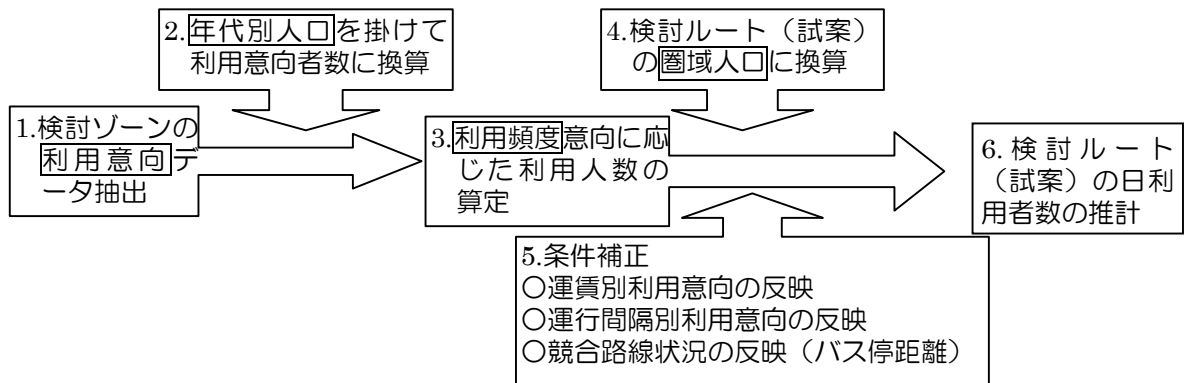 2.年代別人口を掛けて
利用意向者数に換算
4.検討ルート（試案）
の圏域人口に換算
1.検討ゾーンの
利用意向デ
ータ抽出
3.利用頻度意向に応
じた利用人数の
算定
6.検討ルート
（試案）の日利
用者数の推計
5.条件補正
○運賃別利用意向の反映
○運行間隔別利用意向の反映
○競合路線状況の反映（バス停距離）